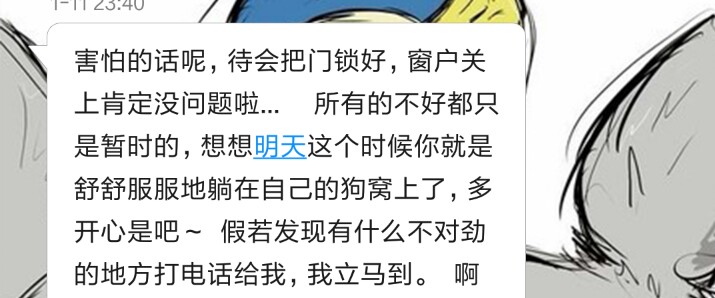 1-11 23:40
害怕的话呢，待会把门锁好，窗户关
上肯定没问题啦... 所有的不好都只
是暂时的，想想明天这个时候你就是
舒舒服服地躺在自己的狗窝上了，多
开心是吧～ 假若发现有什么不对劲
的地方打电话给我，我立马到。 啊